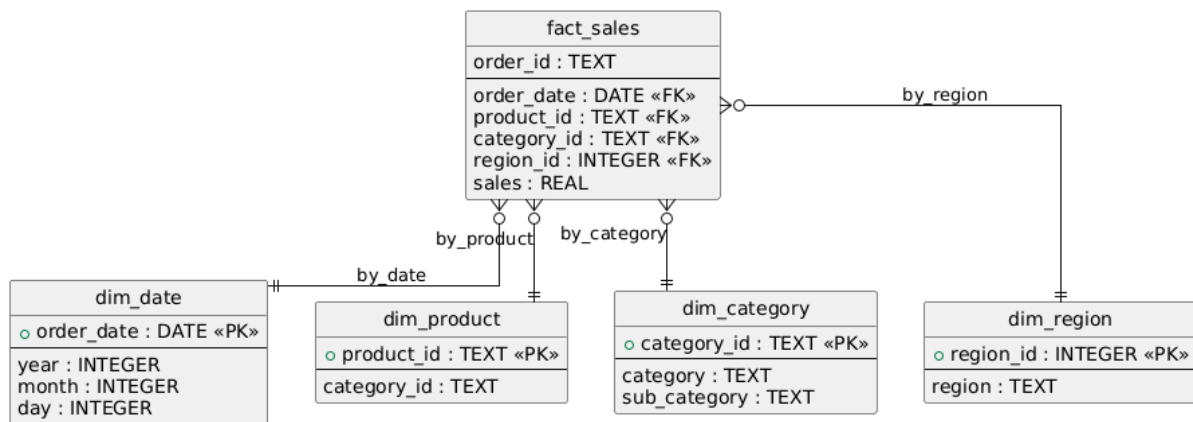 fact_sales
order_id : TEXT
order_date : DATE «FK»
product_id : TEXT «FK»
category_id : TEXT «FK»
region_id : INTEGER «FK»
sales : REAL
by_region
by_product
by_category
by_date
dim_date
order_date : DATE «PK»
year : INTEGER
month : INTEGER
day : INTEGER
dim_product
product_id : TEXT «PK»
category_id : TEXT
dim_category
category_id : TEXT «PK»
category : TEXT
sub_category : TEXT
dim_region
region_id : INTEGER «PK»
region : TEXT